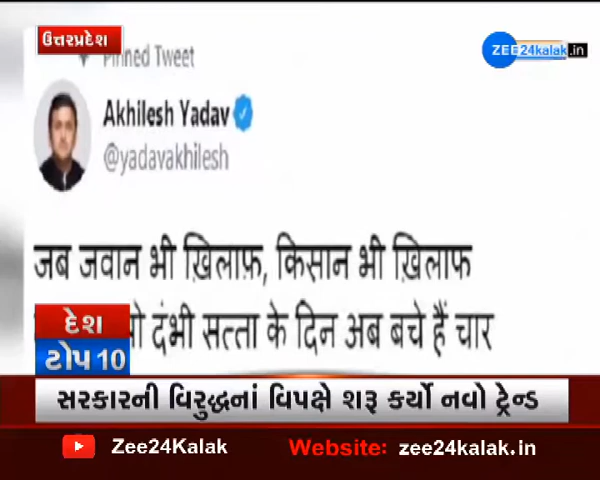 ઉત્તરપ્રદેશ
ZEE24kalak.in
Pinned Tweet
Akhilesh Yadav
@yadavakhilesh
जब जवान भी ख़िलाफ़, किसान भी ख़िलाफ
दंभी सत्ता के दिन अब बचे हैं चार
દેશ
ટોપ 10
સરકારની વિરુદ્ધનાં વિપક્ષે શરૂ કર્યો નવો ટ્રેન્ડ
Zee24Kalak
Website: zee24kalak.in